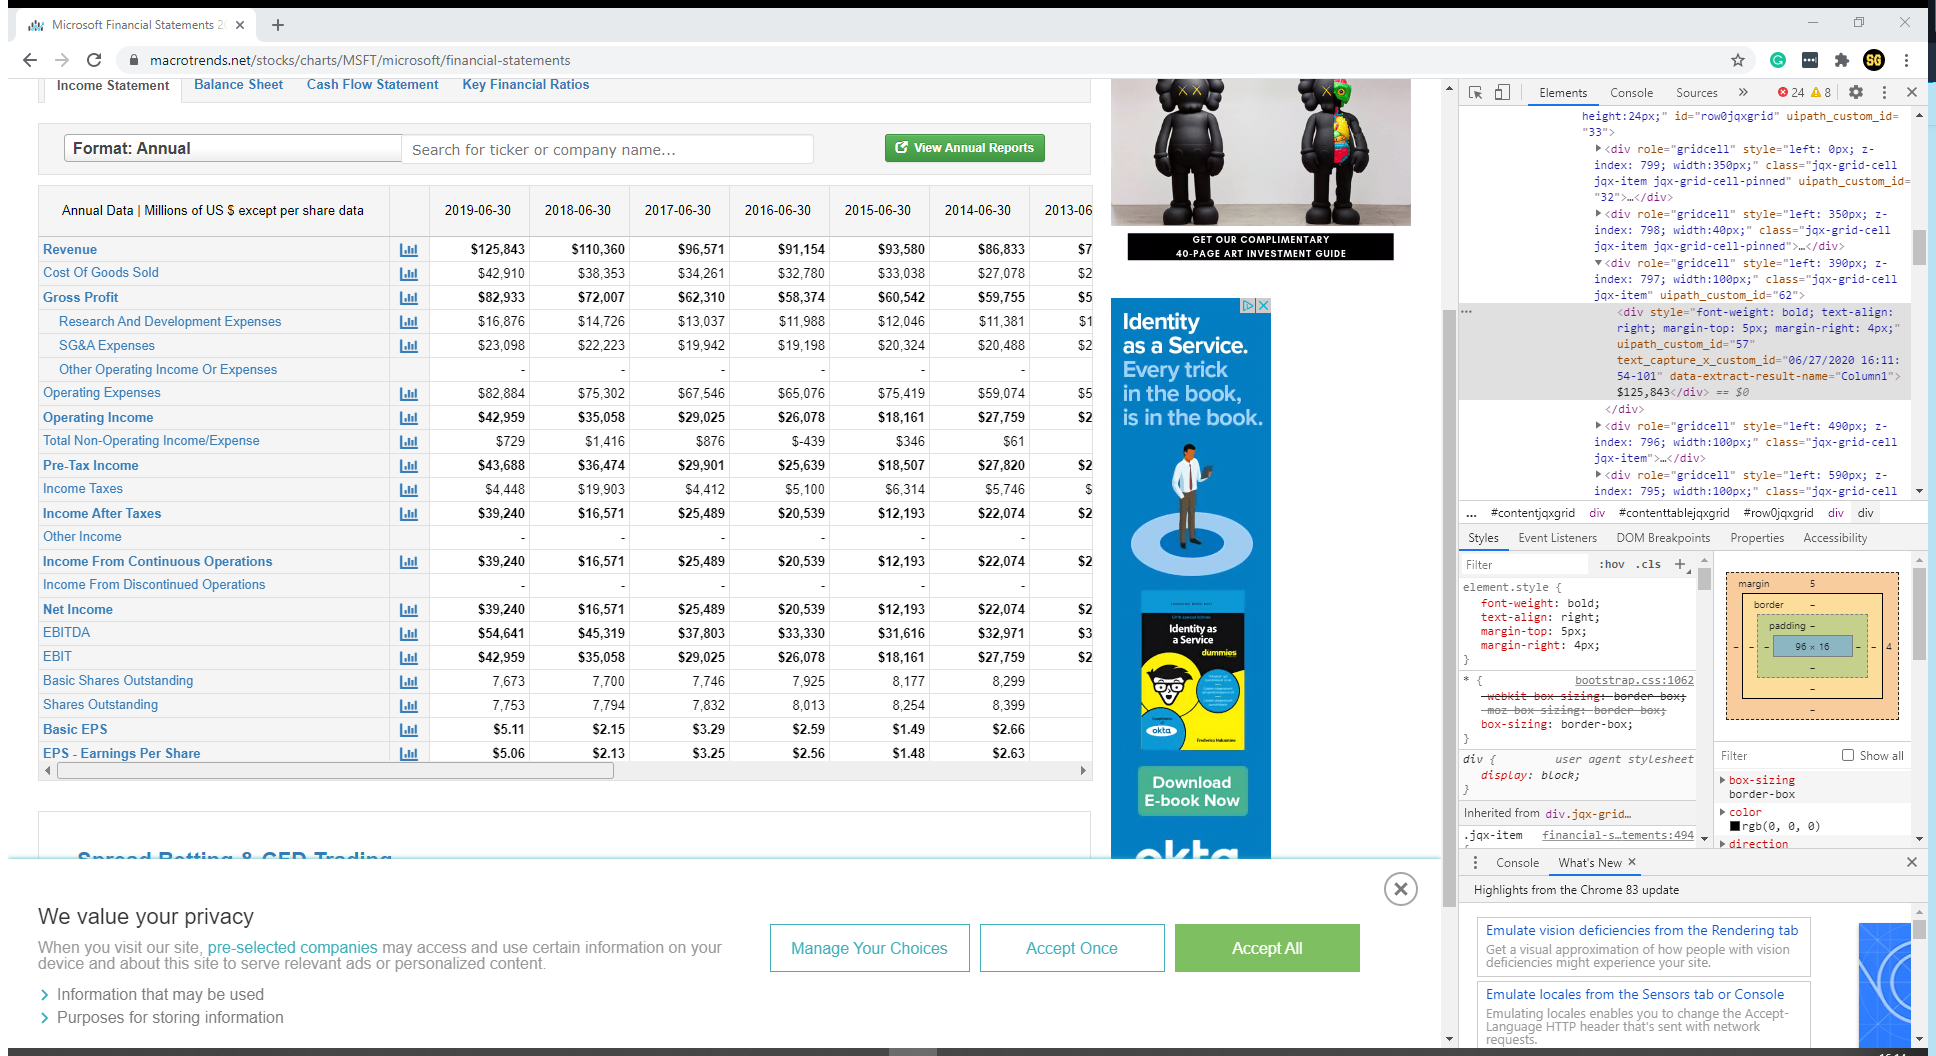 Microsoft Financial Statements 2
macrotrends.net/stocks/charts/MSFT/microsoft/financial-statements
SG
Income Statement Balance Sheet Cash Flow Statement Key Financial Ratios
Format: Annual Search for ticker or company name... View Annual Reports
Annual Data | Millions of US $ except per share data 2019-06-30 2018-06-30 2017-06-30 2016-06-30 2015-06-30 2014-06-30 2013-06
Revenue $125,843 $110,360 $96,571 $91,154 $93,580 $86,833 $7
Cost Of Goods Sold $42,910 $38,353 $34,261 $32,780 $33,038 $27,078 $2
Gross Profit $82,933 $72,007 $62,310 $58,374 $60,542 $59,755 $5
Research And Development Expenses $16,876 $14,726 $13,037 $11,988 $12,046 $11,381 $1
SG&A Expenses $23,098 $22,223 $19,942 $19,198 $20,324 $20,488 $2
Other Operating Income Or Expenses - - - - - -
Operating Expenses $82,884 $75,302 $67,546 $65,076 $75,419 $59,074 $5
Operating Income $42,959 $35,058 $29,025 $26,078 $18,161 $27,759 $2
Total Non-Operating Income/Expense $729 $1,416 $876 $-439 $346 $61
Pre-Tax Income $43,688 $36,474 $29,901 $25,639 $18,507 $27,820 $2
Income Taxes $4,448 $19,903 $4,412 $5,100 $6,314 $5,746 $
Income After Taxes $39,240 $16,571 $25,489 $20,539 $12,193 $22,074 $2
Other Income - - - - - -
Income From Continuous Operations $39,240 $16,571 $25,489 $20,539 $12,193 $22,074 $2
Income From Discontinued Operations - - - - - -
Net Income $39,240 $16,571 $25,489 $20,539 $12,193 $22,074 $2
EBITDA $54,641 $45,319 $37,803 $33,330 $31,616 $32,971 $3
EBIT $42,959 $35,058 $29,025 $26,078 $18,161 $27,759 $2
Basic Shares Outstanding 7,673 7,700 7,746 7,925 8,177 8,299
Shares Outstanding 7,753 7,794 7,832 8,013 8,254 8,399
Basic EPS $5.11 $2.15 $3.29 $2.59 $1.49 $2.66
EPS - Earnings Per Share $5.06 $2.13 $3.25 $2.56 $1.48 $2.63
Spread Betting & CFD Trading
GET OUR COMPLIMENTARY
40-PAGE ART INVESTMENT GUIDE
Identity
as a Service.
Every trick
in the book,
is in the book.
Identity as
a Service
dummies
okta
Download
E-book Now
okta
We value your privacy
When you visit our site, pre-selected companies may access and use certain information on your
device and about this site to serve relevant ads or personalized content.
Information that may be used
Purposes for storing information
Manage Your Choices Accept Once Accept All
Elements Console Sources » 24 8
height:24px;" id="row0jqxgrid" uipath_custom_id=
"33">
<div role="gridcell" style="left: 0px; z-
index: 799; width:350px;" class="jqx-grid-cell
jqx-item jqx-grid-cell-pinned" uipath_custom_id=
"32">…</div>
<div role="gridcell" style="left: 350px; z-
index: 798; width:40px;" class="jqx-grid-cell
jqx-item jqx-grid-cell-pinned">…</div>
<div role="gridcell" style="left: 390px; z-
index: 797; width:100px;" class="jqx-grid-cell
jqx-item" uipath_custom_id="62">
<div style="font-weight: bold; text-align:
right; margin-top: 5px; margin-right: 4px;"
uipath_custom_id="57"
text_capture_x_custom_id="06/27/2020 16:11:
54-101" data-extract-result-name="Column1">
$125,843</div> == $0
</div>
<div role="gridcell" style="left: 490px; z-
index: 796; width:100px;" class="jqx-grid-cell
jqx-item">…</div>
<div role="gridcell" style="left: 590px; z-
index: 795; width:100px;" class="jqx-grid-cell
... #contentjqxgrid div #contenttablejqxgrid #row0jqxgrid div div
Styles Event Listeners DOM Breakpoints Properties Accessibility
Filter :hov .cls +
element.style {
font-weight: bold;
text-align: right;
margin-top: 5px;
margin-right: 4px;
}
* { bootstrap.css:1062
-webkit-box-sizing: border-box;
-moz-box-sizing: border-box;
box-sizing: border-box;
}
div { user agent stylesheet
display: block;
}
Inherited from div.jqx-grid…
.jqx-item financial-s…tements:494
margin 5
border –
padding –
– – – 96 × 16 – – 4
–
–
–
Filter Show all
box-sizing
border-box
color
rgb(0, 0, 0)
direction
Console What's New
Highlights from the Chrome 83 update
Emulate vision deficiencies from the Rendering tab
Get a visual approximation of how people with vision
deficiencies might experience your site.
Emulate locales from the Sensors tab or Console
Emulating locales enables you to change the Accept-
Language HTTP header that's sent with network
requests.